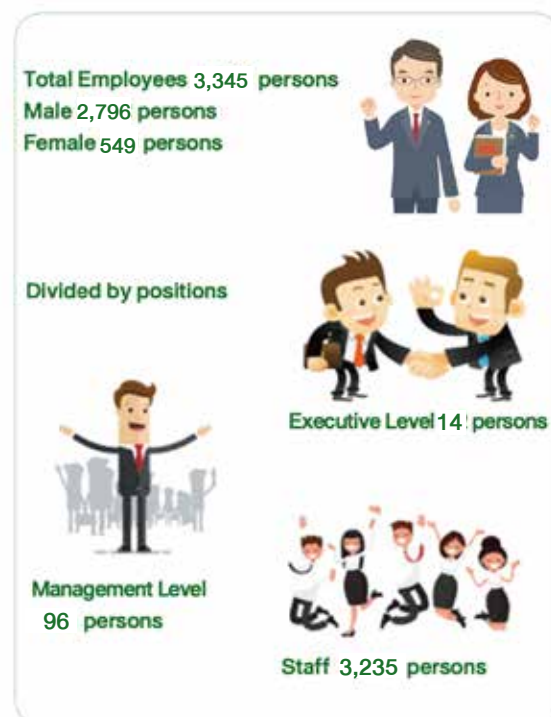 Total Employees 3,345 persons
Male 2,796 persons
Female 549 persons
Divided by positions
Executive Level 14 persons
Management Level
96 persons
Staff 3,235 persons